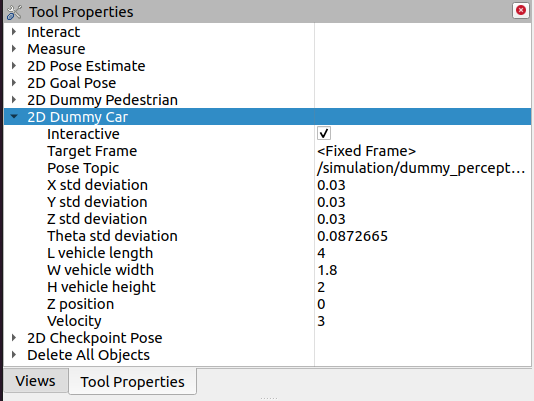 Tool Properties
Interact
Measure
2D Pose Estimate
2D Goal Pose
2D Dummy Pedestrian
2D Dummy Car
Interactive
Target Frame <Fixed Frame>
Pose Topic /simulation/dummy_percept...
X std deviation 0.03
Y std deviation 0.03
Z std deviation 0.03
Theta std deviation 0.0872665
L vehicle length 4
W vehicle width 1.8
H vehicle height 2
Z position 0
Velocity 3
2D Checkpoint Pose
Delete All Objects
Views Tool Properties